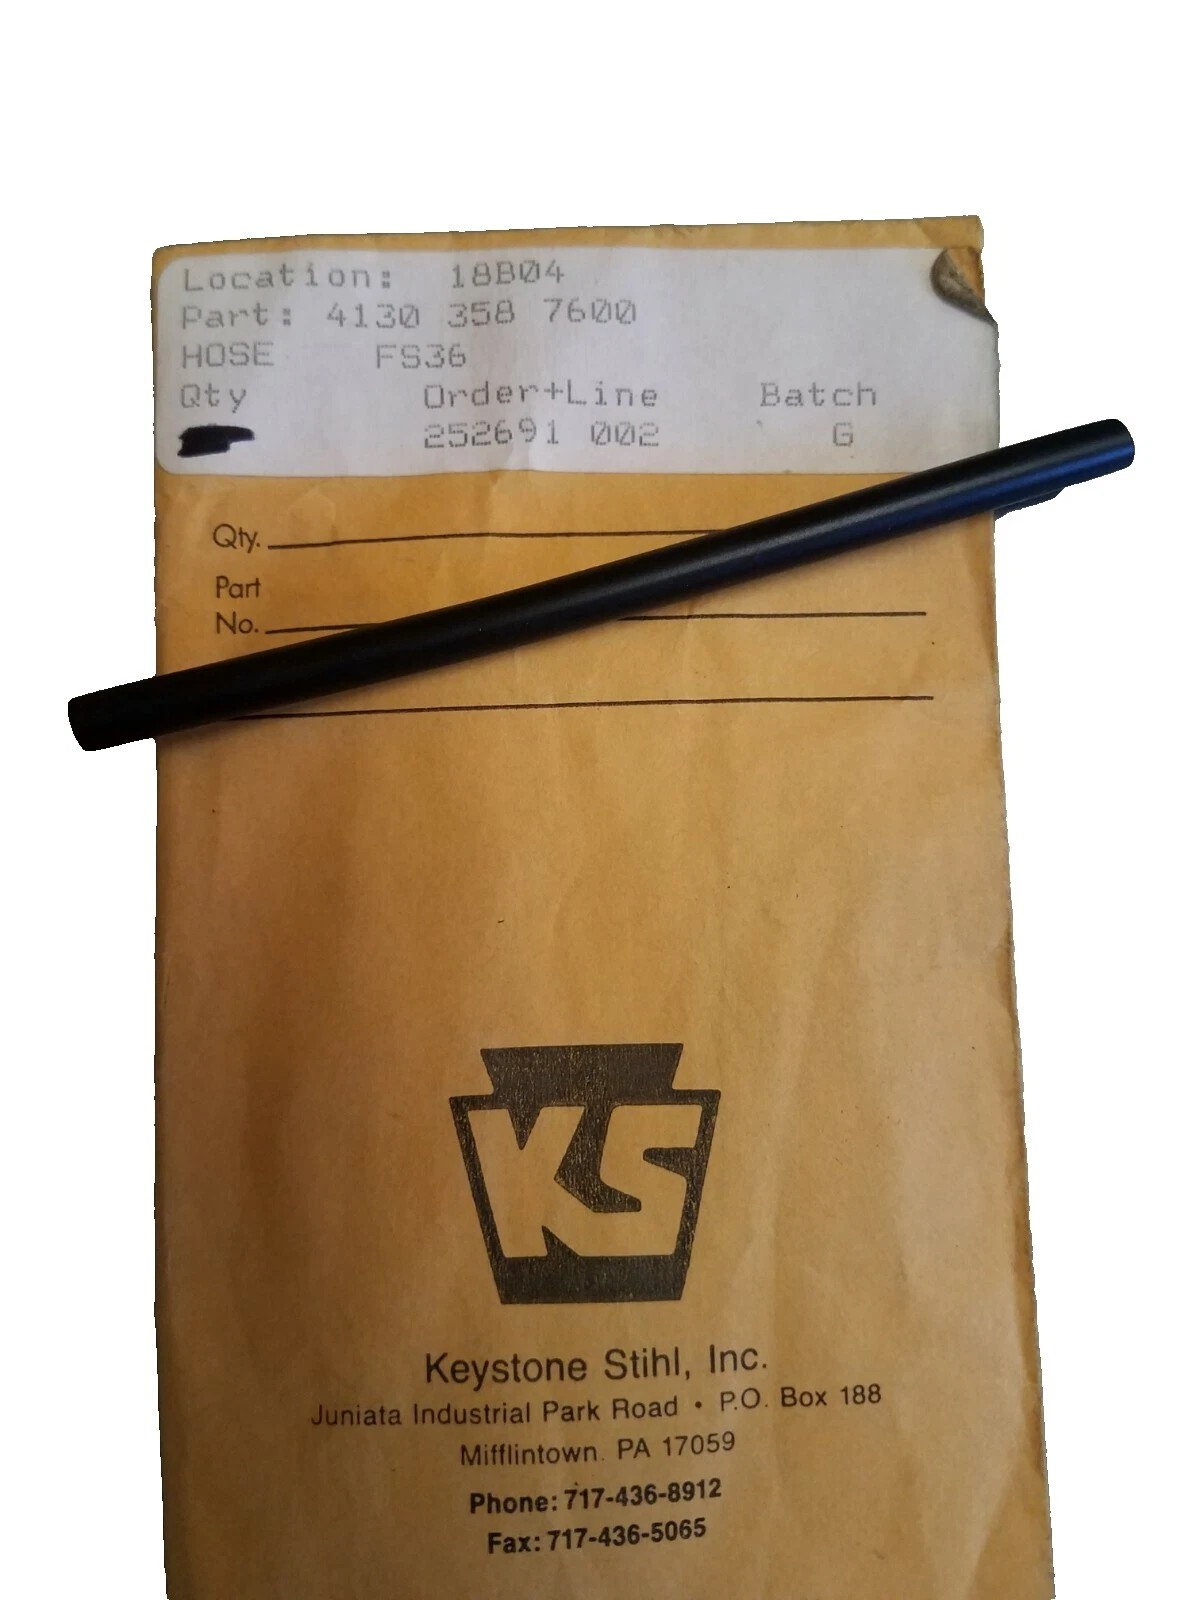 Location: 18B04
Part: 4130 358 7600
HOSE FS36
Qty Order+Line Batch
252691 002 G
Qty.
Part
No.
KS
Keystone Stihl, Inc.
Juniata Industrial Park Road • P.O. Box 188
Mifflintown, PA 17059
Phone: 717-436-8912
Fax: 717-436-5065